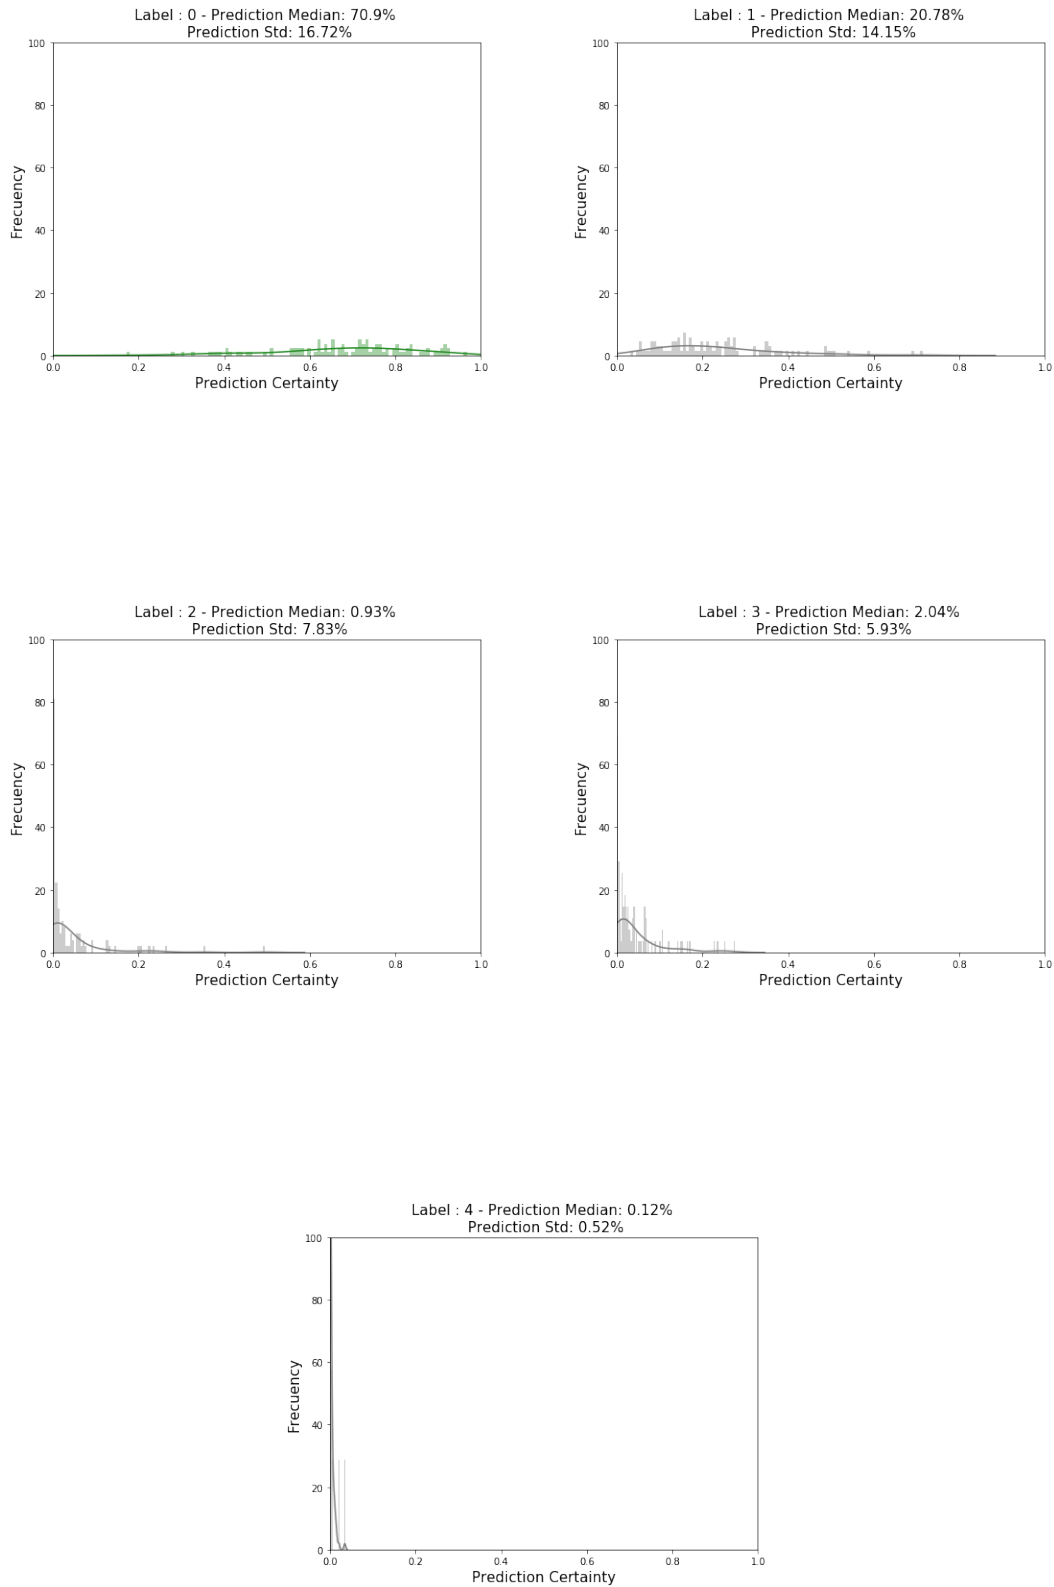 Label : 0 - Prediction Median: 70.9%
Prediction Std: 16.72%
100
80
60
40
20
0
Frecuency
0.0 0.2 0.4 0.6 0.8 1.0
Prediction Certainty
Label : 1 - Prediction Median: 20.78%
Prediction Std: 14.15%
100
80
60
40
20
0
Frecuency
0.0 0.2 0.4 0.6 0.8 1.0
Prediction Certainty
Label : 2 - Prediction Median: 0.93%
Prediction Std: 7.83%
100
80
60
40
20
0
Frecuency
0.0 0.2 0.4 0.6 0.8 1.0
Prediction Certainty
Label : 3 - Prediction Median: 2.04%
Prediction Std: 5.93%
100
80
60
40
20
0
Frecuency
0.0 0.2 0.4 0.6 0.8 1.0
Prediction Certainty
Label : 4 - Prediction Median: 0.12%
Prediction Std: 0.52%
100
80
60
40
20
0
Frecuency
0.0 0.2 0.4 0.6 0.8 1.0
Prediction Certainty